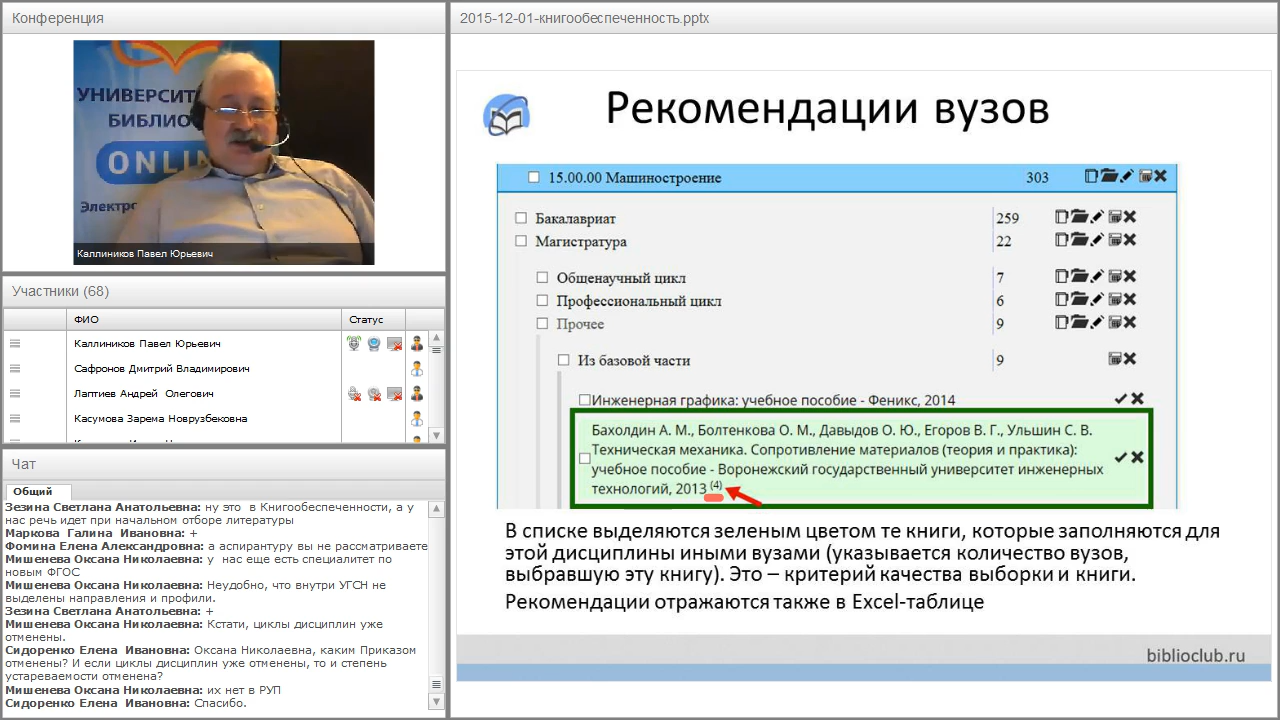 Конференция
УНИВЕРСИТ
БИБЛИО
ONLIN
Электро
Каллиников Павел Юрьевич
Участники (68)
ФИО Статус
Каллиников Павел Юрьевич
Сафронов Дмитрий Владимирович
Лаптиев Андрей Олегович
Касумова Зарема Новрузбековна
Чат
Общий
Зезина Светлана Анатольевна: ну это в Книгообеспеченности, а у
нас речь идет при начальном отборе литературы
Маркова Галина Ивановна: +
Фомина Елена Александровна: а аспирантуру вы не рассматриваете
Мишенева Оксана Николаевна: у нас еще есть специалитет по
новым ФГОС
Мишенева Оксана Николаевна: Неудобно, что внутри УГСН не
выделены направления и профили.
Зезина Светлана Анатольевна: +
Мишенева Оксана Николаевна: Кстати, циклы дисциплин уже
отменены.
Сидоренко Елена Ивановна: Оксана Николаевна, каким Приказом
отменены? И если циклы дисциплин уже отменены, то и степень
устареваемости отменена?
Мишенева Оксана Николаевна: их нет в РУП
Сидоренко Елена Ивановна: Спасибо.
2015-12-01-книгообеспеченность.pptx
Рекомендации вузов
15.00.00 Машиностроение 303
Бакалавриат 259
Магистратура 22
Общенаучный цикл 7
Профессиональный цикл 6
Прочее 9
Из базовой части 9
Инженерная графика: учебное пособие - Феникс, 2014
Бахолдин А. М., Болтенкова О. М., Давыдов О. Ю., Егоров В. Г., Ульшин С. В.
Техническая механика. Сопротивление материалов (теория и практика):
учебное пособие - Воронежский государственный университет инженерных
технологий, 2013 (4)
В списке выделяются зеленым цветом те книги, которые заполняются для
этой дисциплины иными вузами (указывается количество вузов,
выбравшую эту книгу). Это – критерий качества выборки и книги.
Рекомендации отражаются также в Excel-таблице
biblioclub.ru